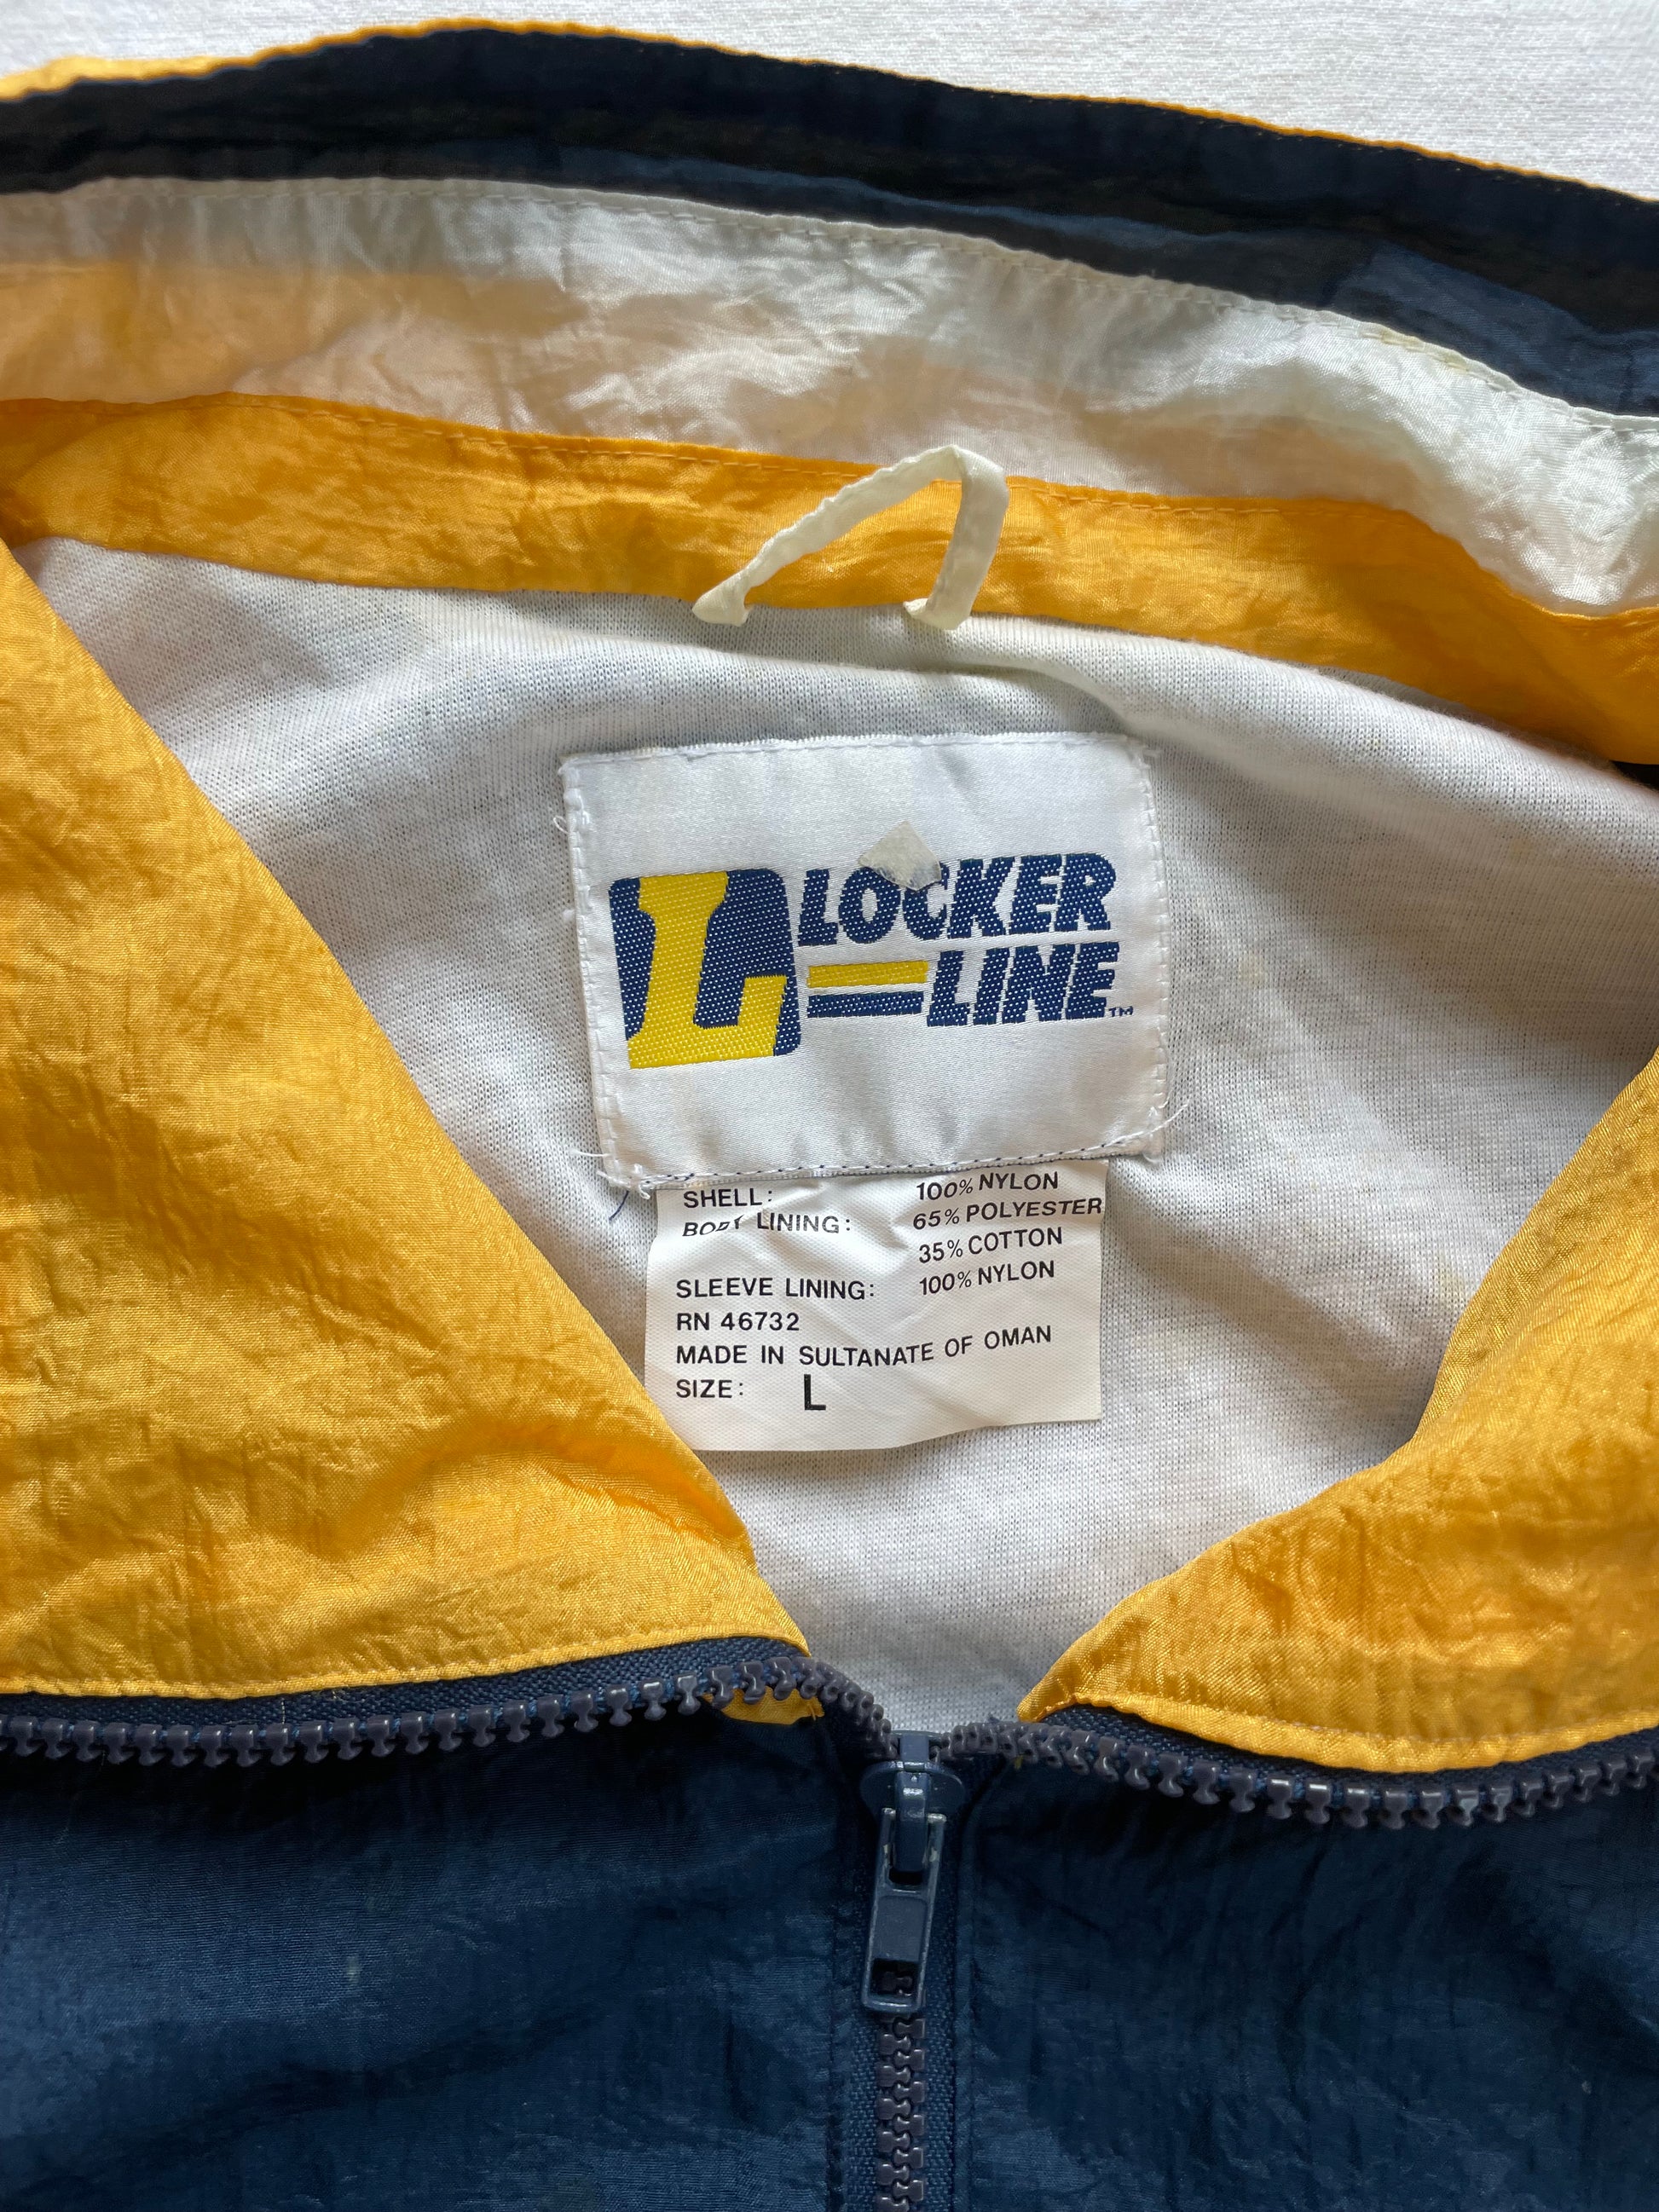 L
LOCKER
LINE™
SHELL: 100% NYLON
BODY LINING: 65% POLYESTER
35% COTTON
SLEEVE LINING: 100% NYLON
RN 46732
MADE IN SULTANATE OF OMAN
SIZE: L